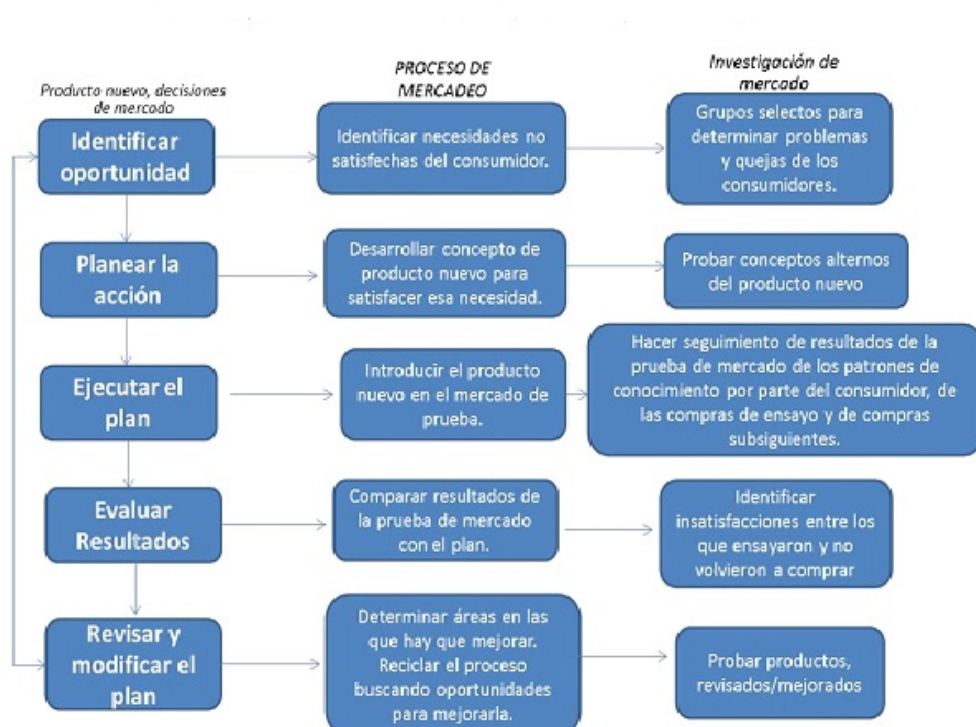 Producto nuevo, decisiones
de mercado
PROCESO DE
MERCADEO
Investigación de
mercado
Identificar
oportunidad
Identificar necesidades no
satisfechas del consumidor.
Grupos selectos para
determinar problemas
y quejas de los
consumidores.
Planear la
acción
Desarrollar concepto de
producto nuevo para
satisfacer esa necesidad.
Probar conceptos alternos
del producto nuevo
Ejecutar el
plan
Introducir el producto
nuevo en el mercado de
prueba.
Hacer seguimiento de resultados de la
prueba de mercado de los patrones de
conocimiento por parte del consumidor, de
las compras de ensayo y de compras
subsiguientes.
Evaluar
Resultados
Comparar resultados de
la prueba de mercado
con el plan.
Identificar
insatisfacciones entre los
que ensayaron y no
volvieron a comprar
Revisar y
modificar el
plan
Determinar áreas en las
que hay que mejorar.
Reciclar el proceso
buscando oportunidades
para mejorarla.
Probar productos,
revisados/mejorados